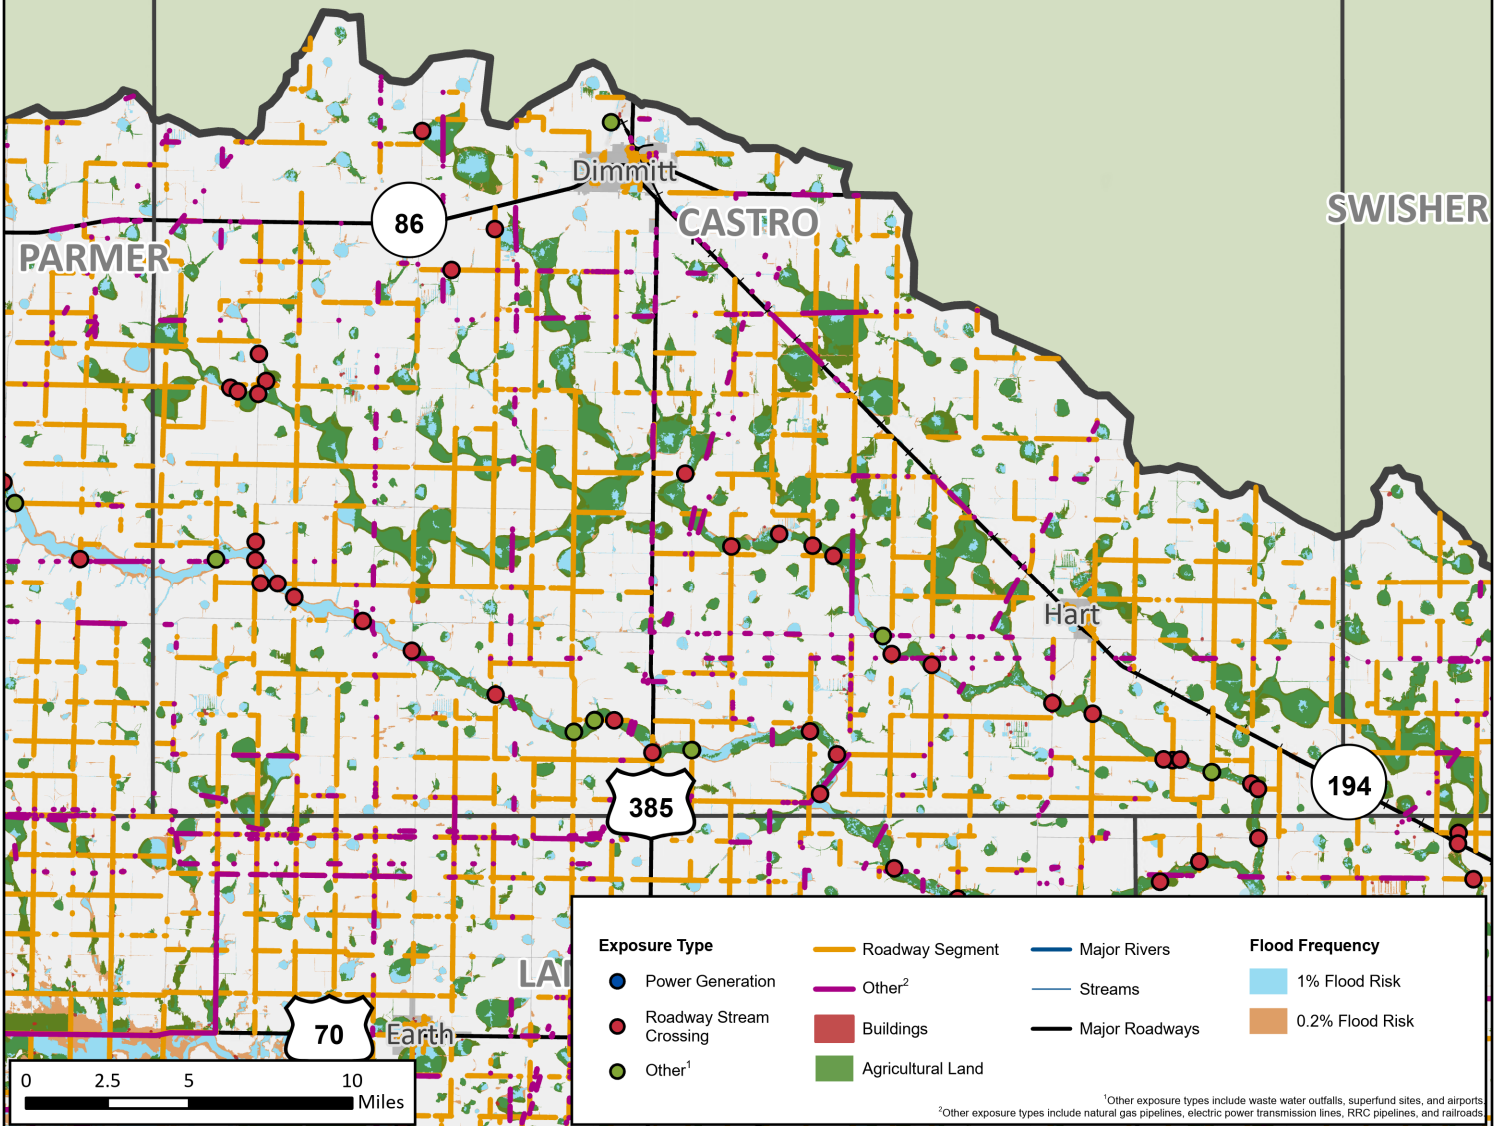 Dimmitt
86
CASTRO
SWISHER
PARMER
Hart
385
194
LA
70
Earth
0 2.5 5 10
Miles
Exposure Type
Power Generation
Roadway Stream
Crossing
Other1
Roadway Segment
Other2
Buildings
Agricultural Land
Major Rivers
Streams
Major Roadways
Flood Frequency
1% Flood Risk
0.2% Flood Risk
1Other exposure types include waste water outfalls, superfund sites, and airports.
2Other exposure types include natural gas pipelines, electric power transmission lines, RRC pipelines, and railroads.